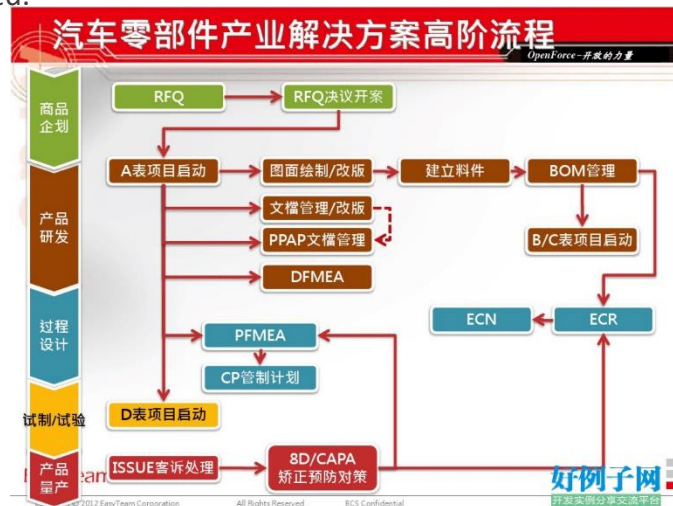 ed.
汽车零部件产业解决方案高阶流程
OpenForce-开放的力量
商品
企划
RFQ
RFQ决议开案
A表项目启动
图面绘制/改版
建立料件
BOM管理
产品
研发
文檔管理/改版
PPAP文檔管理
B/C表项目启动
DFMEA
过程
设计
PFMEA
ECN
ECR
CP管制计划
试制/试验
D表项目启动
产品
量产
ISSUE客诉处理
8D/CAPA
矫正预防对策
好例子网
开发实例分享交流平台
2012 EasyTeam Corporation
All Rights Reserved
BCS Confidential